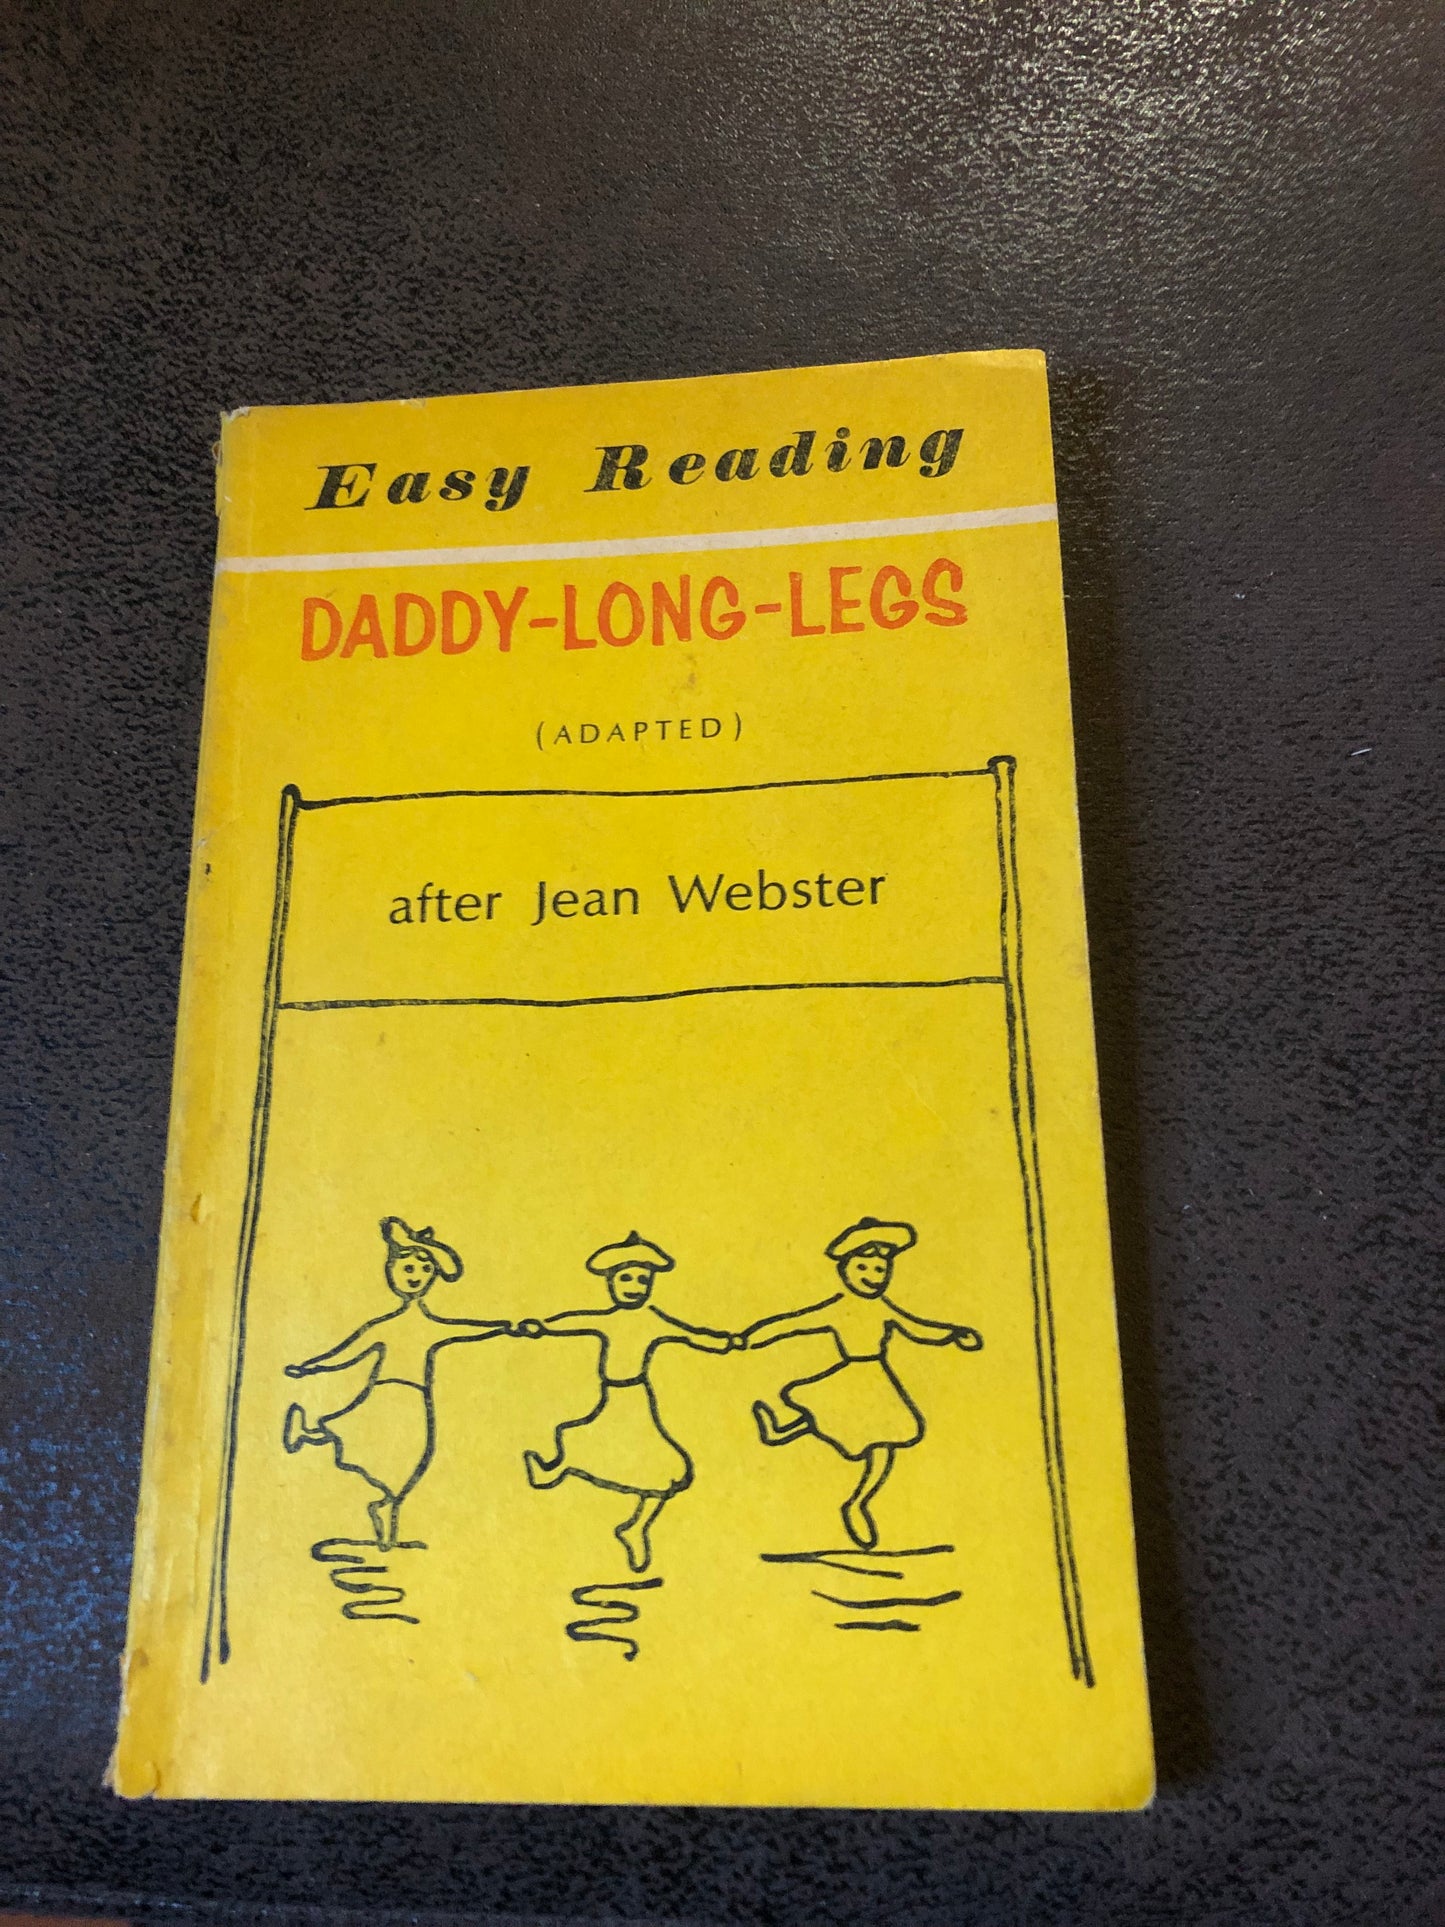 Easy Reading
DADDY-LONG-LEGS
(ADAPTED)
after Jean Webster